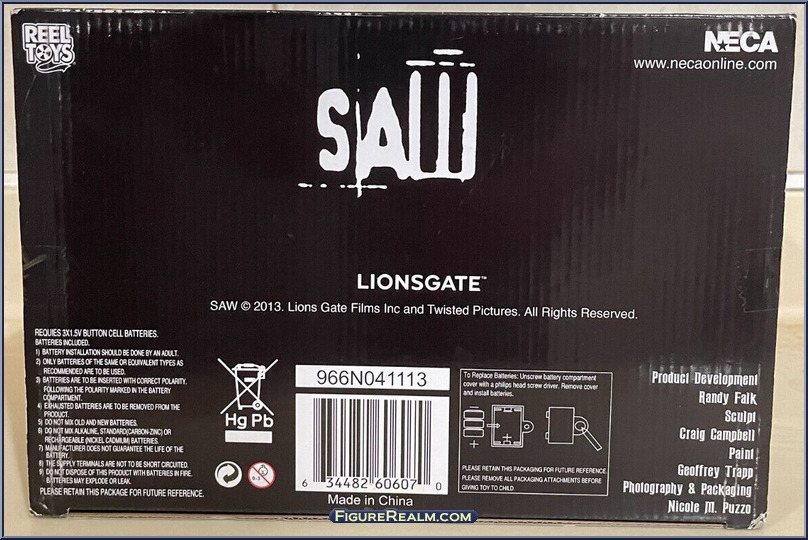 REEL
TOYS
NECA
www.necaonline.com
SAW
LIONSGATE™
SAW © 2013. Lions Gate Films Inc and Twisted Pictures. All Rights Reserved.
REQUIES 3X1.5V BUTTON CELL BATTERIES.
BATTERIES INCLUDED.
1) BATTERY INSTALLATION SHOULD BE DONE BY AN ADULT.
2) ONLY BATTERIES OF THE SAME OR EQUIVALENT TYPES AS
RECOMMENDED ARE TO BE USED.
3) BATTERIES ARE TO BE INSERTED WITH CORRECT POLARITY.
FOLLOWING THE POLARITY MARKED IN THE BATTERY
COMPARTMENT.
4) EXHAUSTED BATTERIES ARE TO BE REMOVED FROM THE
PRODUCT.
5) DO NOT MIX OLD AND NEW BATTERIES.
6) DO NOT MIX ALKALINE, STANDARD(CARBON-ZINC) OR
RECHARGEABLE (NICKEL CADMIUM) BATTERIES.
7) MANUFACTURER DOES NOT GUARANTEE THE LIFE OF THE
BATTERY.
8) THE SUPPLY TERMINALS ARE NOT TO BE SHORT CIRCUITED.
9) DO NOT DISPOSE OF THIS PRODUCT WITH BATTERIES IN FIRE.
BATTERIES MAY EXPLODE OR LEAK.
PLEASE RETAIN THIS PACKAGE FOR FUTURE REFERENCE.
Hg Pb
0-3
966N041113
6 34482 60607 0
Made in China
To Replace Batteries: Unscrew battery compartment
cover with a philips head screw driver. Remove cover
and install batteries.
PLEASE RETAIN THIS PACKAGING FOR FUTURE REFERENCE.
PLEASE REMOVE ALL PACKAGING ATTACHMENTS BEFORE
GIVING TOY TO CHILD.
Product Development
Randy Falk
Sculpt
Craig Campbell
Paint
Geoffrey Trapp
Photography & Packaging
Nicole M. Puzzo
FIGUREREALM.COM